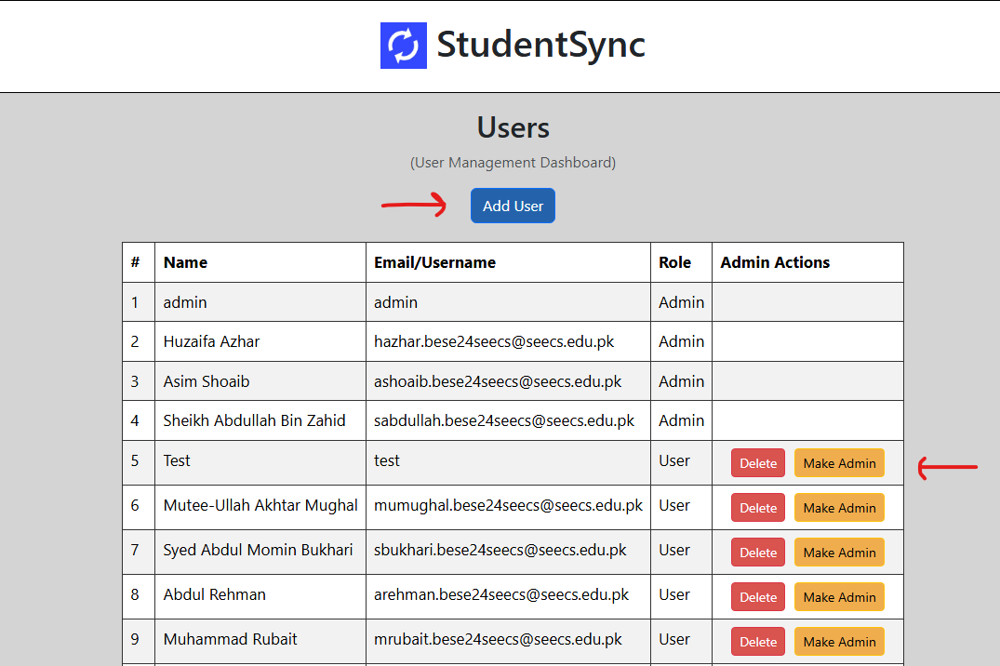 StudentSync
Users
(User Management Dashboard)
Add User
# Name Email/Username Role Admin Actions
1 admin admin Admin
2 Huzaifa Azhar hazhar.bese24seecs@seecs.edu.pk Admin
3 Asim Shoaib ashoaib.bese24seecs@seecs.edu.pk Admin
4 Sheikh Abdullah Bin Zahid sabdullah.bese24seecs@seecs.edu.pk Admin
5 Test test User Delete Make Admin
6 Mutee-Ullah Akhtar Mughal mumughal.bese24seecs@seecs.edu.pk User Delete Make Admin
7 Syed Abdul Momin Bukhari sbukhari.bese24seecs@seecs.edu.pk User Delete Make Admin
8 Abdul Rehman arehman.bese24seecs@seecs.edu.pk User Delete Make Admin
9 Muhammad Rubait mrubait.bese24seecs@seecs.edu.pk User Delete Make Admin